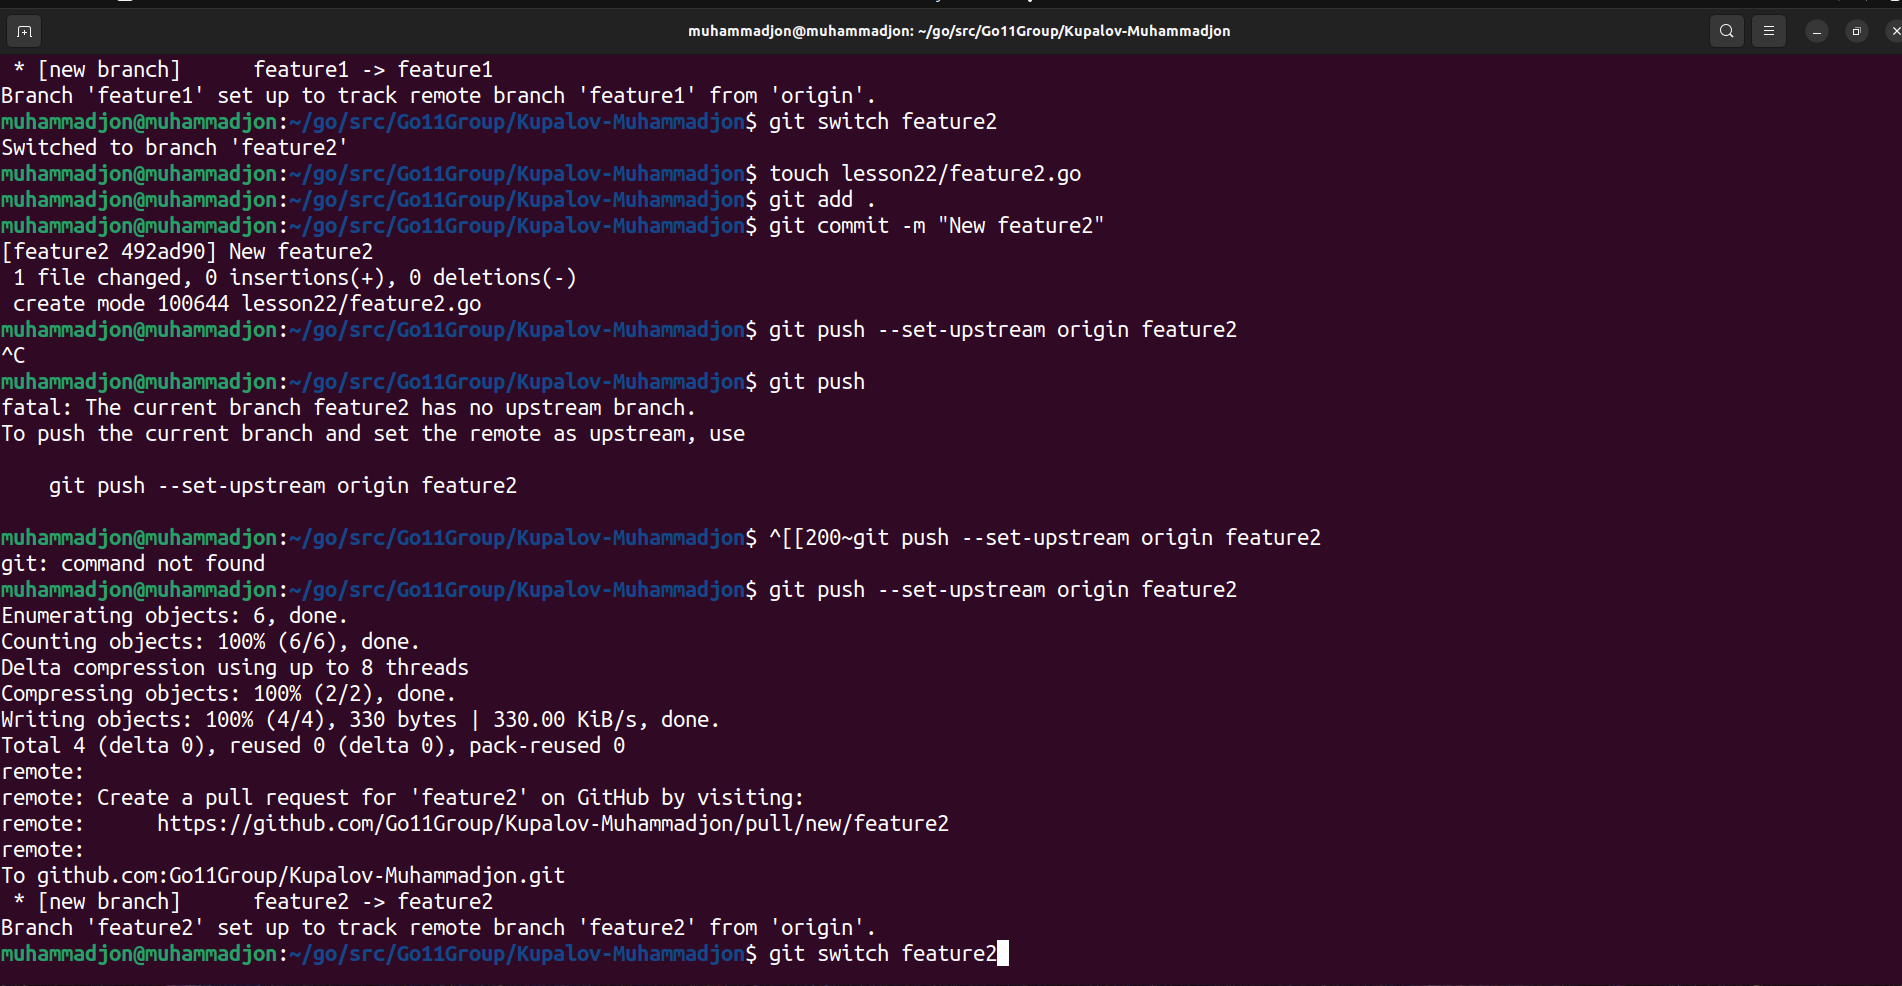 muhammadjon@muhammadjon: ~/go/src/Go11Group/Kupalov-Muhammadjon
 * [new branch]      feature1 -> feature1
Branch 'feature1' set up to track remote branch 'feature1' from 'origin'.
muhammadjon@muhammadjon:~/go/src/Go11Group/Kupalov-Muhammadjon$ git switch feature2
Switched to branch 'feature2'
muhammadjon@muhammadjon:~/go/src/Go11Group/Kupalov-Muhammadjon$ touch lesson22/feature2.go
muhammadjon@muhammadjon:~/go/src/Go11Group/Kupalov-Muhammadjon$ git add .
muhammadjon@muhammadjon:~/go/src/Go11Group/Kupalov-Muhammadjon$ git commit -m "New feature2"
[feature2 492ad90] New feature2
 1 file changed, 0 insertions(+), 0 deletions(-)
 create mode 100644 lesson22/feature2.go
muhammadjon@muhammadjon:~/go/src/Go11Group/Kupalov-Muhammadjon$ git push --set-upstream origin feature2
^C
muhammadjon@muhammadjon:~/go/src/Go11Group/Kupalov-Muhammadjon$ git push
fatal: The current branch feature2 has no upstream branch.
To push the current branch and set the remote as upstream, use
    git push --set-upstream origin feature2
muhammadjon@muhammadjon:~/go/src/Go11Group/Kupalov-Muhammadjon$ ^[[200~git push --set-upstream origin feature2
git: command not found
muhammadjon@muhammadjon:~/go/src/Go11Group/Kupalov-Muhammadjon$ git push --set-upstream origin feature2
Enumerating objects: 6, done.
Counting objects: 100% (6/6), done.
Delta compression using up to 8 threads
Compressing objects: 100% (2/2), done.
Writing objects: 100% (4/4), 330 bytes | 330.00 KiB/s, done.
Total 4 (delta 0), reused 0 (delta 0), pack-reused 0
remote:
remote: Create a pull request for 'feature2' on GitHub by visiting:
remote:      https://github.com/Go11Group/Kupalov-Muhammadjon/pull/new/feature2
remote:
To github.com:Go11Group/Kupalov-Muhammadjon.git
 * [new branch]      feature2 -> feature2
Branch 'feature2' set up to track remote branch 'feature2' from 'origin'.
muhammadjon@muhammadjon:~/go/src/Go11Group/Kupalov-Muhammadjon$ git switch feature2